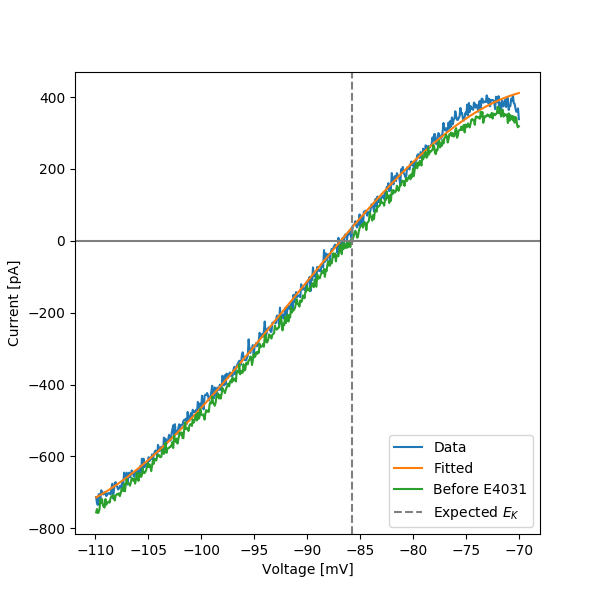 Current [pA]
400
200
0
−200
−400
−600
−800
−110
−105
−100
−95
−90
−85
−80
−75
−70
Voltage [mV]
Data
Fitted
Before E4031
Expected E_K